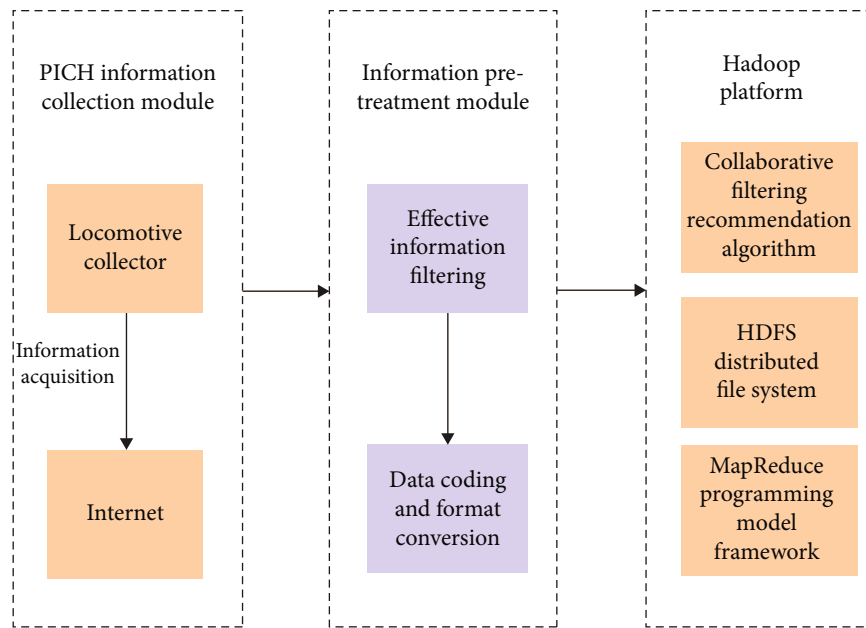 PICH information
collection module
Locomotive
collector
Information
acquisition
Internet
Information pre-
treatment module
Effective
information
filtering
Data coding
and format
conversion
Hadoop
platform
Collaborative
filtering
recommendation
algorithm
HDFS
distributed
file system
MapReduce
programming
model
framework